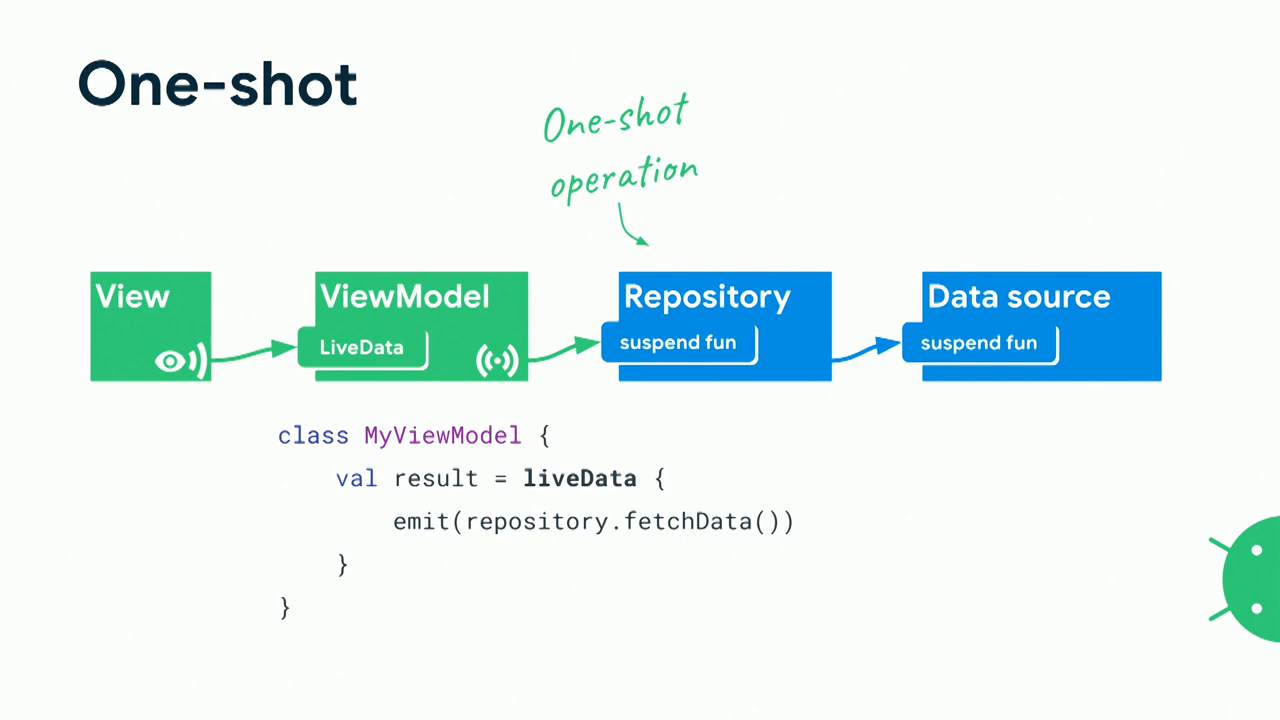 One-shot
One-shot
operation
View
ViewModel
Repository
Data source
LiveData
suspend fun
suspend fun
class MyViewModel {
    val result = liveData {
        emit(repository.fetchData())
    }
}